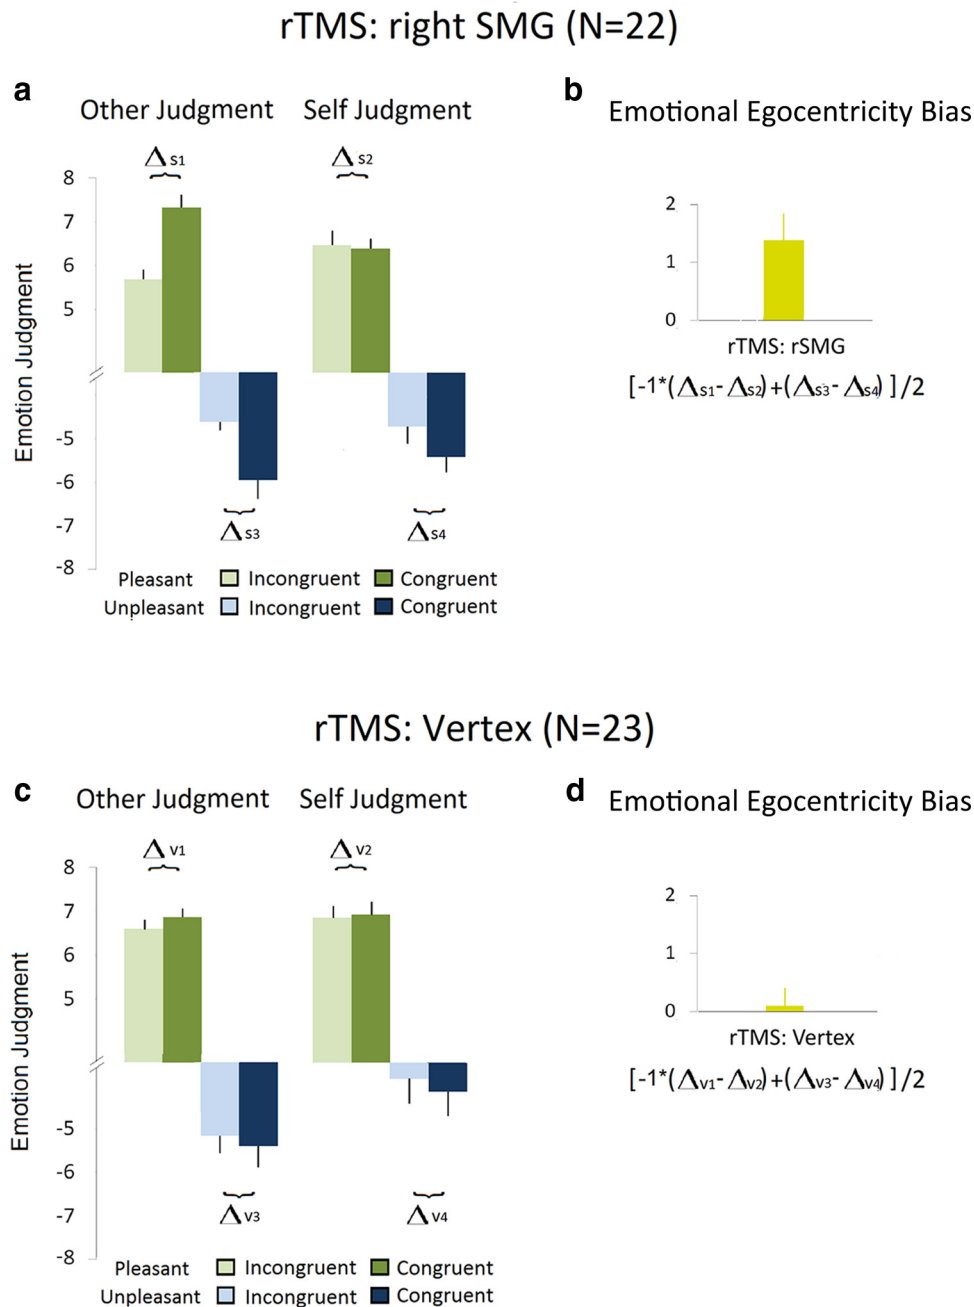 rTMS: right SMG (N=22)
a
Other Judgment Self Judgment
Δs1 Δs2
8
7
6
5
Emotion Judgment
-5
-6
-7
-8
Δs3 Δs4
Pleasant Incongruent Congruent
Unpleasant Incongruent Congruent
b
Emotional Egocentricity Bias
2
1
0
rTMS: rSMG
[-1*(Δs1-Δs2)+(Δs3-Δs4)]/2
rTMS: Vertex (N=23)
c
Other Judgment Self Judgment
Δv1 Δv2
8
7
6
5
Emotion Judgment
-5
-6
-7
-8
Δv3 Δv4
Pleasant Incongruent Congruent
Unpleasant Incongruent Congruent
d
Emotional Egocentricity Bias
2
1
0
rTMS: Vertex
[-1*(Δv1-Δv2)+(Δv3-Δv4)]/2